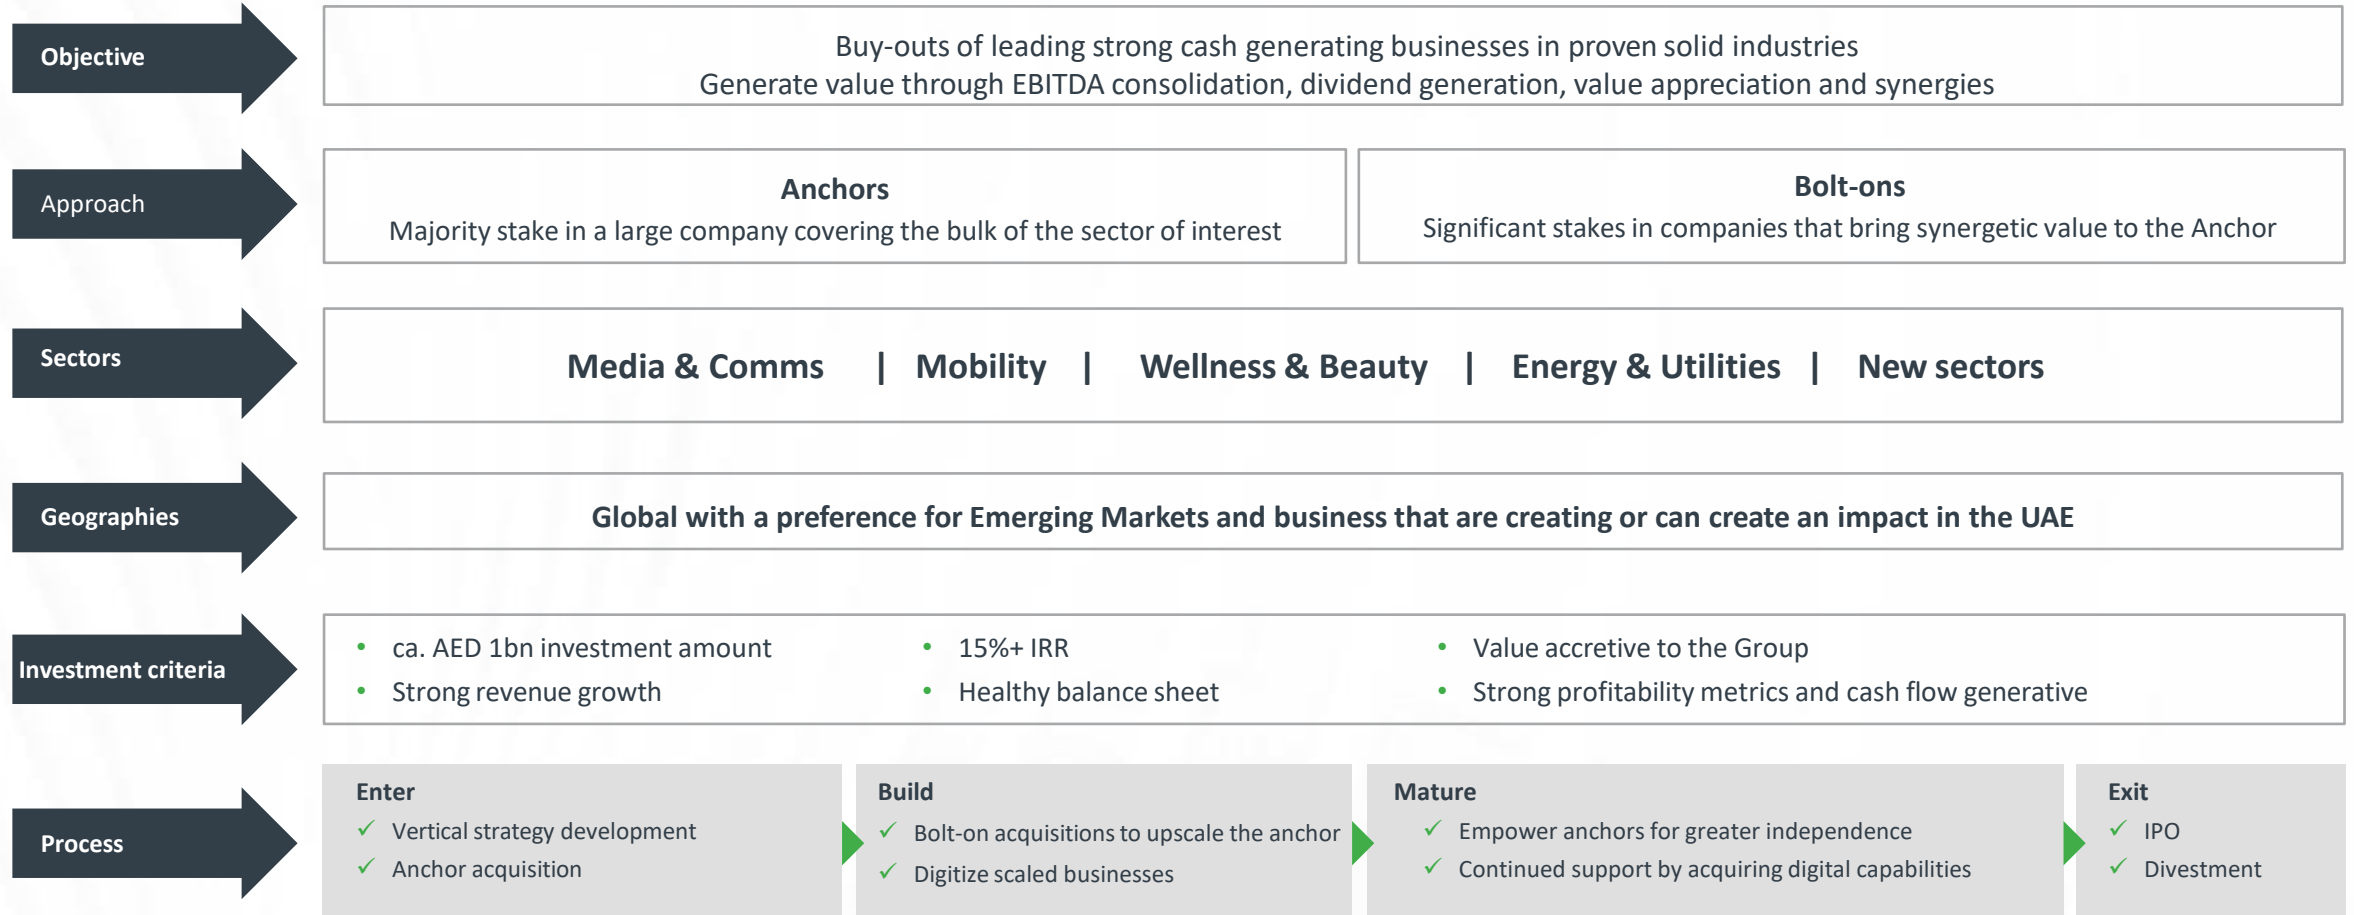 Objective
Buy-outs of leading strong cash generating businesses in proven solid industries
Generate value through EBITDA consolidation, dividend generation, value appreciation and synergies
Approach
Anchors
Majority stake in a large company covering the bulk of the sector of interest
Bolt-ons
Significant stakes in companies that bring synergetic value to the Anchor
Sectors
Media & Comms | Mobility | Wellness & Beauty | Energy & Utilities | New sectors
Geographies
Global with a preference for Emerging Markets and business that are creating or can create an impact in the UAE
Investment criteria
• ca. AED 1bn investment amount
• Strong revenue growth
• 15%+ IRR
• Healthy balance sheet
• Value accretive to the Group
• Strong profitability metrics and cash flow generative
Process
Enter
✓ Vertical strategy development
✓ Anchor acquisition
Build
✓ Bolt-on acquisitions to upscale the anchor
✓ Digitize scaled businesses
Mature
✓ Empower anchors for greater independence
✓ Continued support by acquiring digital capabilities
Exit
✓ IPO
✓ Divestment